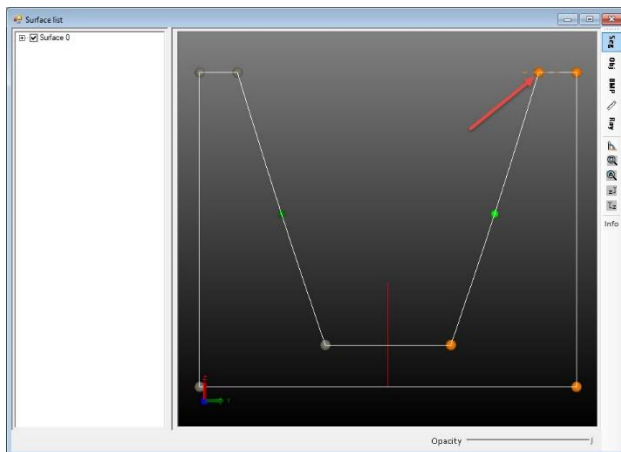 Surface list
Surface 0
Seg
Obj
BMP
Ray
Info
Z
Y
Opacity